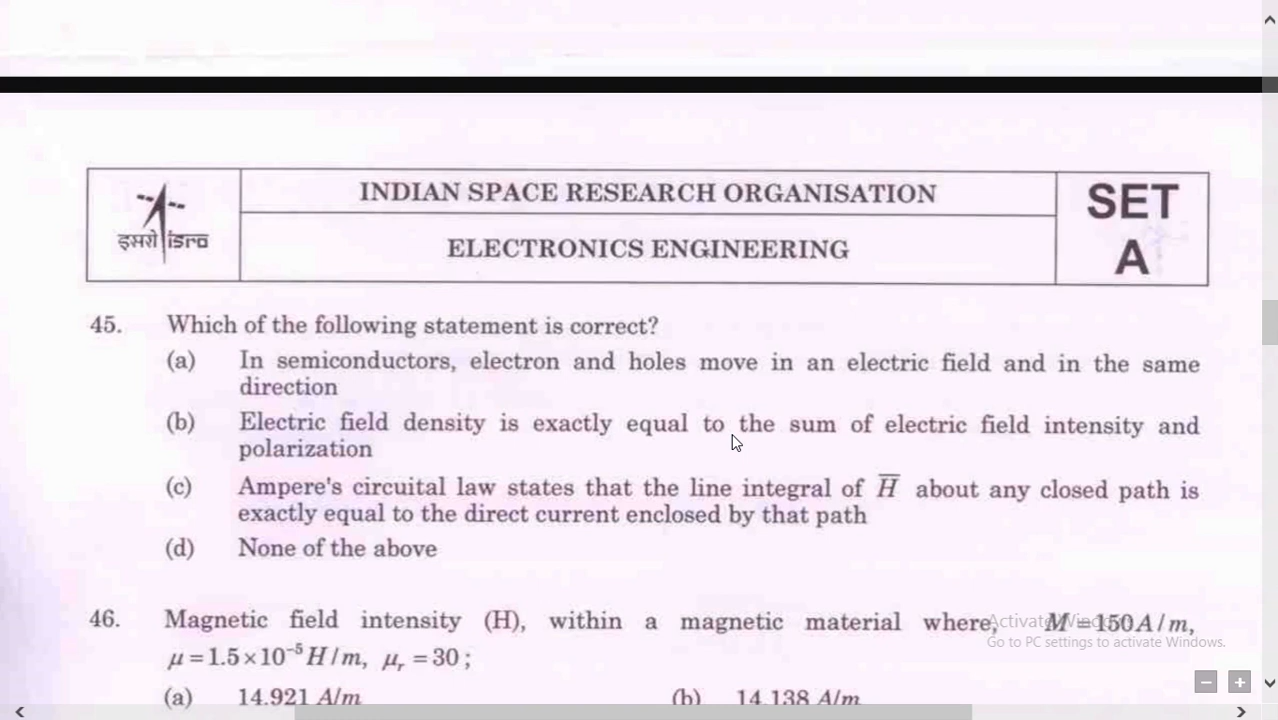 INDIAN SPACE RESEARCH ORGANISATION
SET
A
इसरो isro
ELECTRONICS ENGINEERING
45. Which of the following statement is correct?
(a) In semiconductors, electron and holes move in an electric field and in the same
direction
(b) Electric field density is exactly equal to the sum of electric field intensity and
polarization
(c) Ampere's circuital law states that the line integral of H̅ about any closed path is
exactly equal to the direct current enclosed by that path
(d) None of the above
46. Magnetic field intensity (H), within a magnetic material where, M = 150 A/m,
μ = 1.5 × 10⁻⁵ H/m, μᵣ = 30 ;
Activate Windows
Go to PC settings to activate Windows.
(a) 14.921 A/m (b) 14.138 A/m